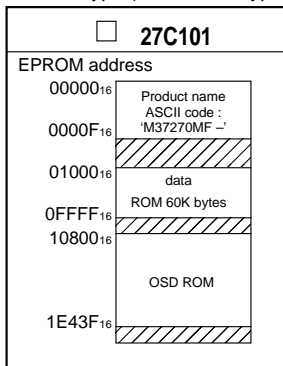 27C101
EPROM address
00000₁₆
Product name
ASCII code :
'M37270MF –'
0000F₁₆
01000₁₆
data
ROM 60K bytes
0FFFF₁₆
10800₁₆
OSD ROM
1E43F₁₆